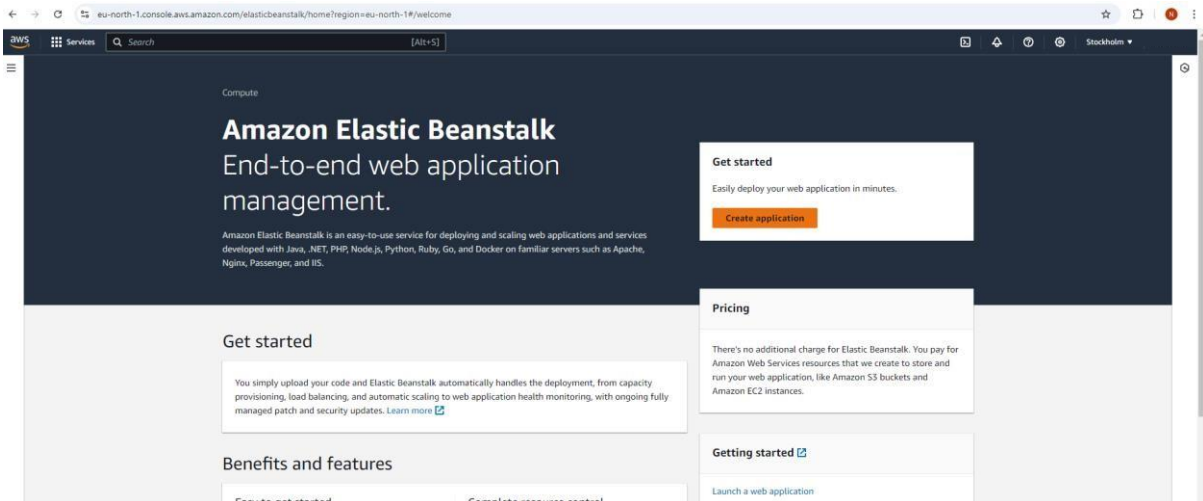 eu-north-1.console.aws.amazon.com/elasticbeanstalk/home?region=eu-north-1#/welcome
N
aws
Services
Search
[Alt+S]
Stockholm
Compute
Amazon Elastic Beanstalk
End-to-end web application
management.
Amazon Elastic Beanstalk is an easy-to-use service for deploying and scaling web applications and services
developed with Java, .NET, PHP, Node.js, Python, Ruby, Go, and Docker on familiar servers such as Apache,
Nginx, Passenger, and IIS.
Get started
Easily deploy your web application in minutes.
Create application
Pricing
There's no additional charge for Elastic Beanstalk. You pay for
Amazon Web Services resources that we create to store and
run your web application, like Amazon S3 buckets and
Amazon EC2 instances.
Get started
You simply upload your code and Elastic Beanstalk automatically handles the deployment, from capacity
provisioning, load balancing, and automatic scaling to web application health monitoring, with ongoing fully
managed patch and security updates. Learn more
Getting started
Launch a web application
Benefits and features
Easy to get started
Complete resource control